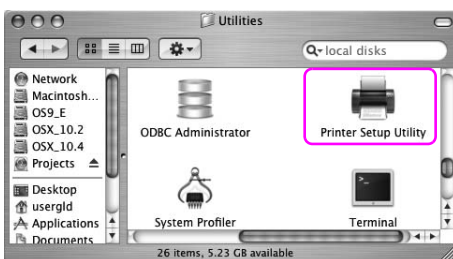 Utilities
local disks
Network
Macintosh...
OS9_E
OSX_10.2
OSX_10.4
Projects
Desktop
usergld
Applications
Documents
ODBC Administrator
Printer Setup Utility
System Profiler
Terminal
26 items, 5.23 GB available